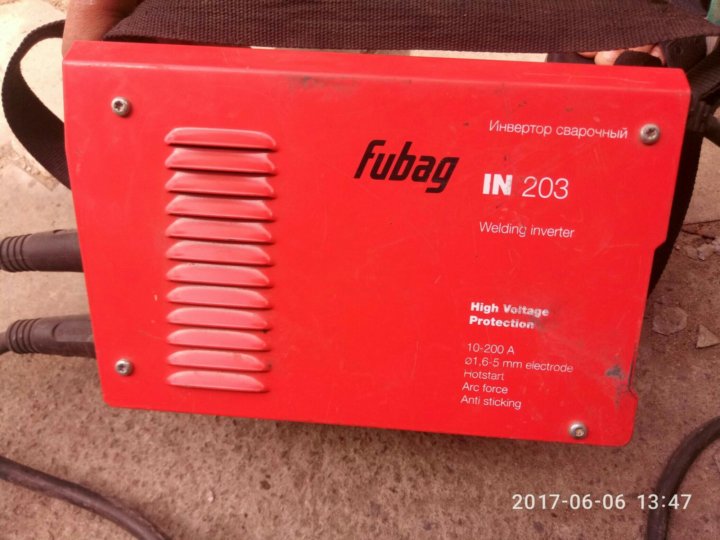 Инвертор сварочный
fubag
IN 203
Welding inverter
High Voltage
Protection
10-200 A
ø1,6-5 mm electrode
Hotstart
Arc force
Anti sticking
2017-06-06 13:47